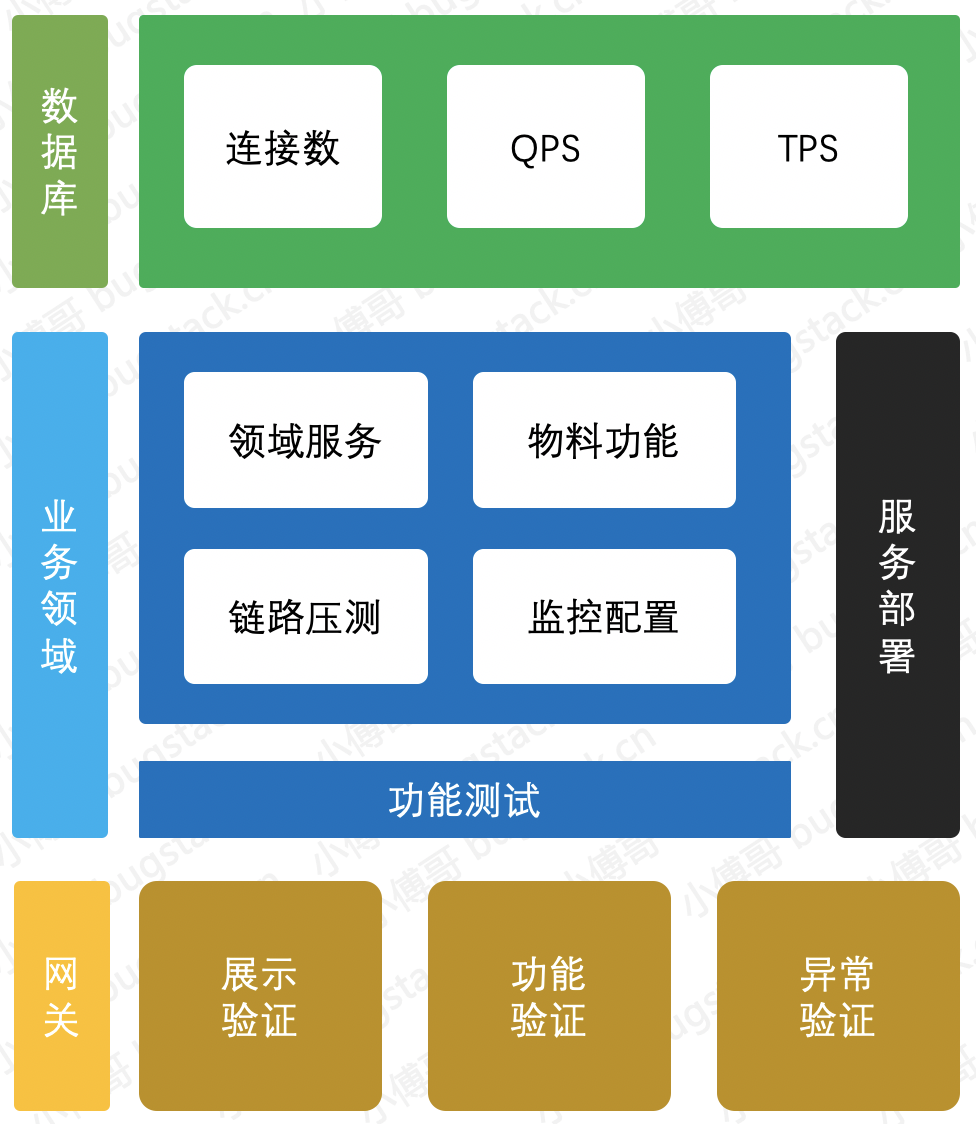 数据库
连接数
QPS
TPS
业务领域
领域服务
物料功能
链路压测
监控配置
功能测试
服务部署
网关
展示
验证
功能
验证
异常
验证
小傅哥 bugstack.cn